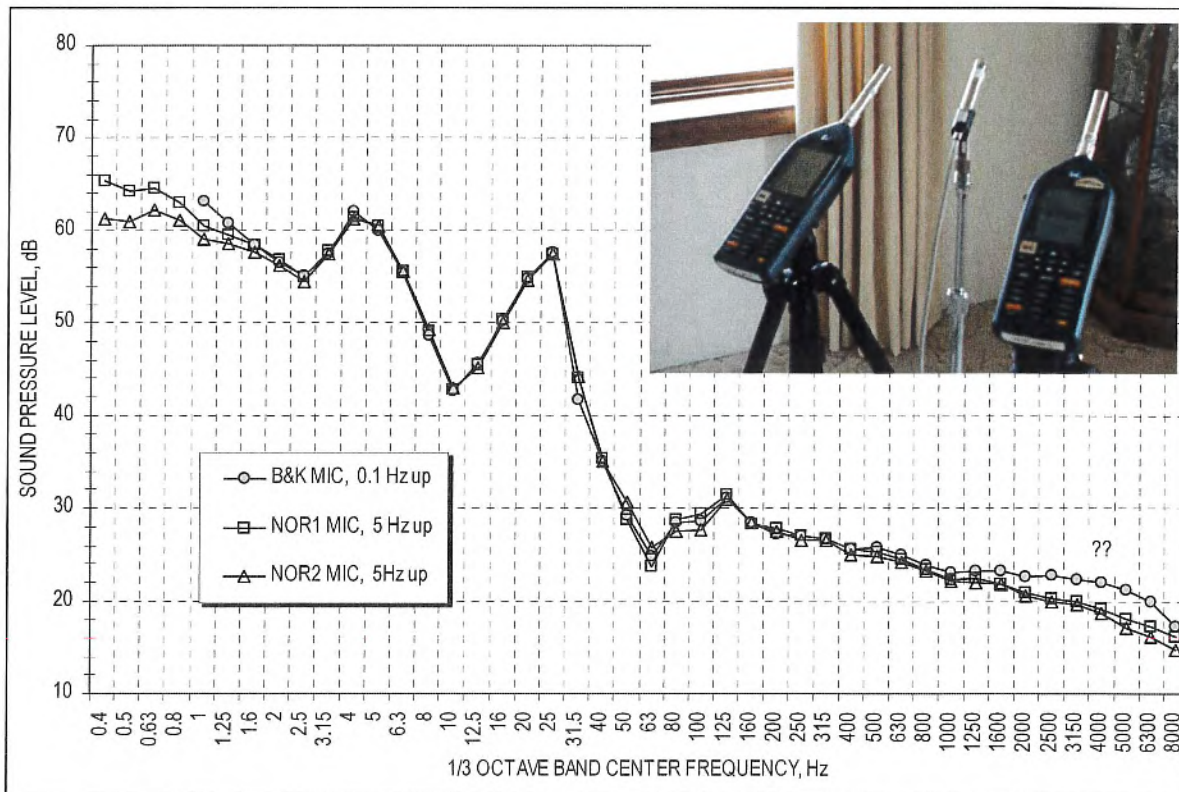 80
70
60
50
40
30
20
10
SOUND PRESSURE LEVEL, dB
B&K MIC, 0.1 Hz up
NOR1 MIC, 5 Hz up
NOR2 MIC, 5Hz up
??
0.4 0.5 0.63 0.8 1 1.25 1.6 2 2.5 3.15 4 5 6.3 8 10 12.5 16 20 25 31.5 40 50 63 80 100 125 160 200 250 315 400 500 630 800 1000 1250 1600 2000 2500 3150 4000 5000 6300 8000
1/3 OCTAVE BAND CENTER FREQUENCY, Hz